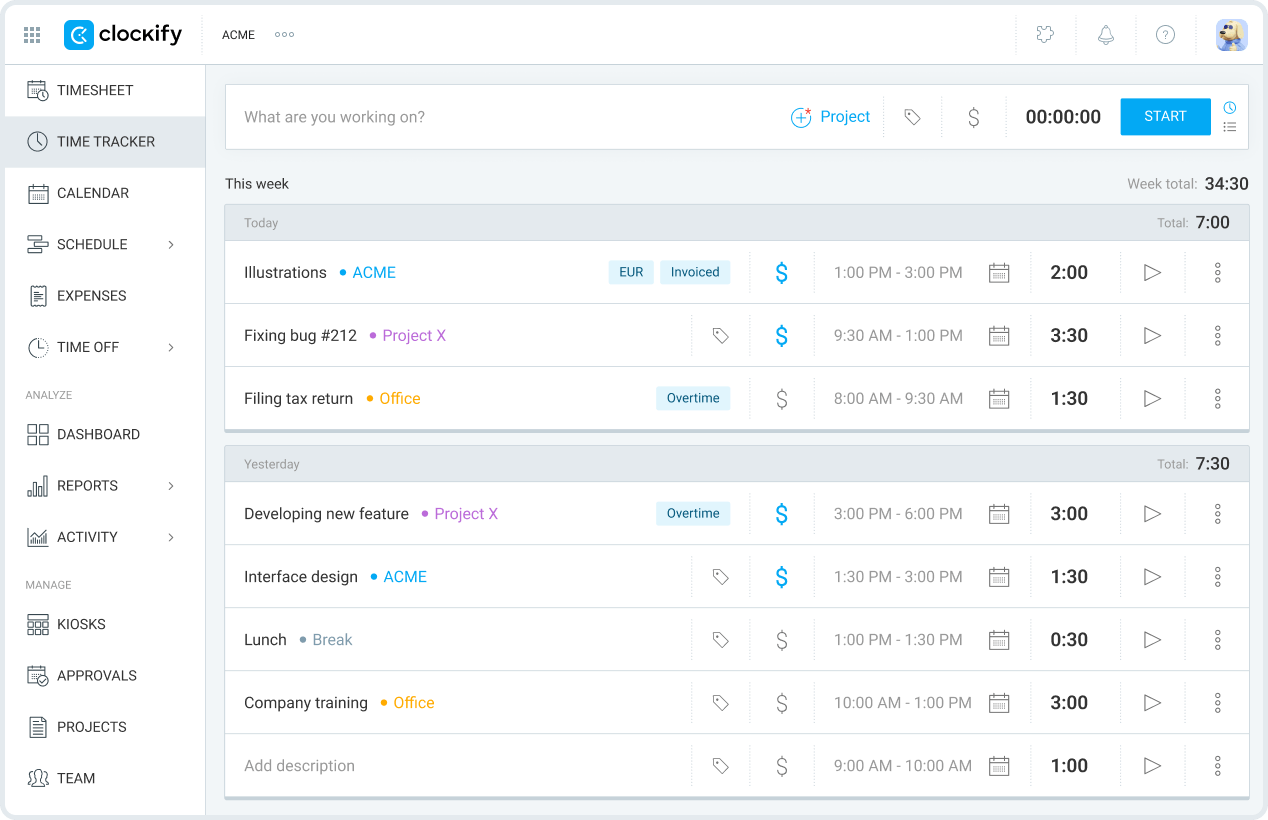 clockify ACME
TIMESHEET
TIME TRACKER
CALENDAR
SCHEDULE
EXPENSES
TIME OFF
ANALYZE
DASHBOARD
REPORTS
ACTIVITY
MANAGE
KIOSKS
APPROVALS
PROJECTS
TEAM
What are you working on? Project $ 00:00:00 START
This week Week total: 34:30
Today Total: 7:00
Illustrations • ACME EUR Invoiced $ 1:00 PM - 3:00 PM 2:00
Fixing bug #212 • Project X $ 9:30 AM - 1:00 PM 3:30
Filing tax return • Office Overtime $ 8:00 AM - 9:30 AM 1:30
Yesterday Total: 7:30
Developing new feature • Project X Overtime $ 3:00 PM - 6:00 PM 3:00
Interface design • ACME $ 1:30 PM - 3:00 PM 1:30
Lunch • Break $ 1:00 PM - 1:30 PM 0:30
Company training • Office $ 10:00 AM - 1:00 PM 3:00
Add description $ 9:00 AM - 10:00 AM 1:00